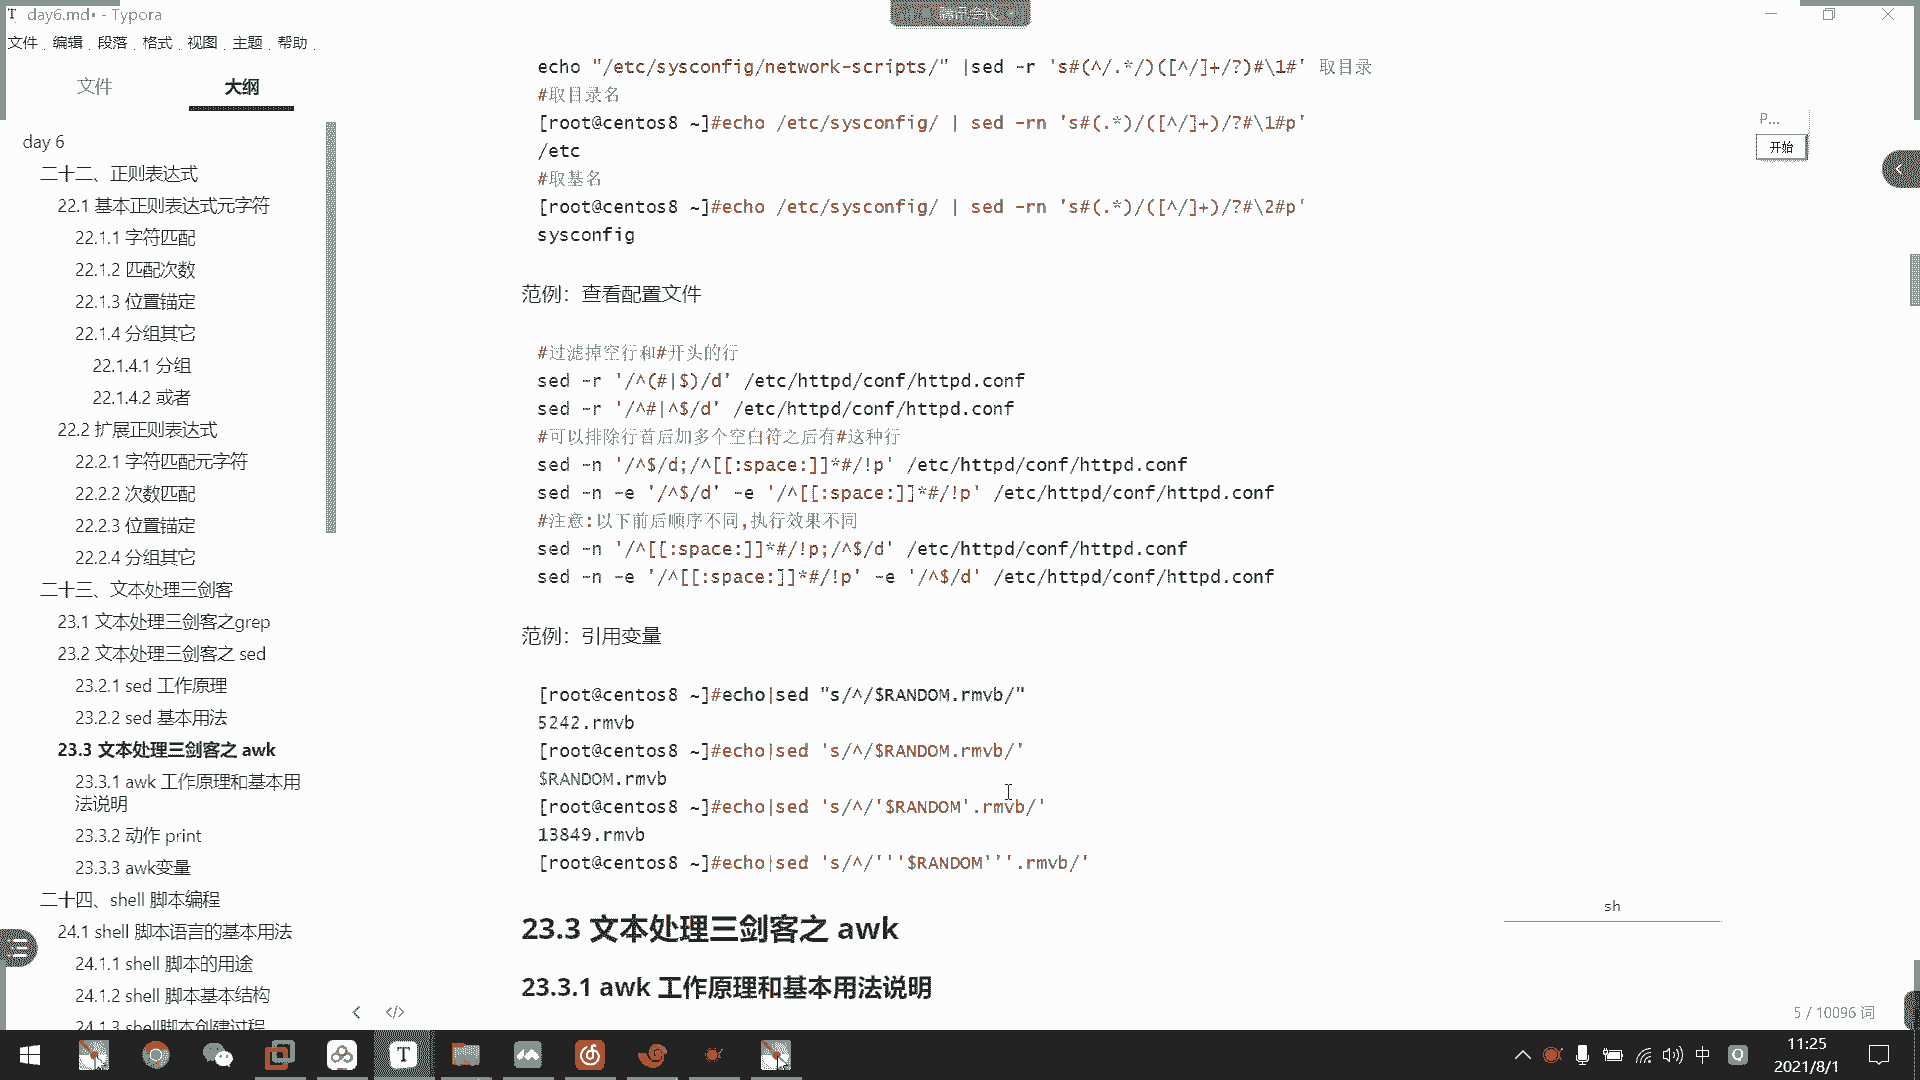 day6.md• - Typora
腾讯会议
文件 编辑 段落 格式 视图 主题 帮助
文件 大纲
day 6
二十二、正则表达式
22.1 基本正则表达式元字符
22.1.1 字符匹配
22.1.2 匹配次数
22.1.3 位置锚定
22.1.4 分组其它
22.1.4.1 分组
22.1.4.2 或者
22.2 扩展正则表达式
22.2.1 字符匹配元字符
22.2.2 次数匹配
22.2.3 位置锚定
22.2.4 分组其它
二十三、文本处理三剑客
23.1 文本处理三剑客之grep
23.2 文本处理三剑客之 sed
23.2.1 sed 工作原理
23.2.2 sed 基本用法
23.3 文本处理三剑客之 awk
23.3.1 awk 工作原理和基本用
法说明
23.3.2 动作 print
23.3.3 awk变量
二十四、shell 脚本编程
24.1 shell 脚本语言的基本用法
24.1.1 shell 脚本的用途
24.1.2 shell 脚本基本结构
24.1.3 shell脚本创建过程
echo "/etc/sysconfig/network-scripts/" |sed -r 's#(^/.*/)([^/]+/?)#\1#' 取目录
#取目录名
[root@centos8 ~]#echo /etc/sysconfig/ | sed -rn 's#(.*)/([^/]+)/?#\1#p'
/etc
#取基名
[root@centos8 ~]#echo /etc/sysconfig/ | sed -rn 's#(.*)/([^/]+)/?#\2#p'
sysconfig
范例：查看配置文件
#过滤掉空行和#开头的行
sed -r '/^(#|$)/d' /etc/httpd/conf/httpd.conf
sed -r '/^#|^$/d' /etc/httpd/conf/httpd.conf
#可以排除行首后加多个空白符之后有#这种行
sed -n '/^$/d;/^[[:space:]]*#/!p' /etc/httpd/conf/httpd.conf
sed -n -e '/^$/d' -e '/^[[:space:]]*#/!p' /etc/httpd/conf/httpd.conf
#注意:以下前后顺序不同,执行效果不同
sed -n '/^[[:space:]]*#/!p;/^$/d' /etc/httpd/conf/httpd.conf
sed -n -e '/^[[:space:]]*#/!p' -e '/^$/d' /etc/httpd/conf/httpd.conf
范例：引用变量
[root@centos8 ~]#echo|sed "s/^/$RANDOM.rmvb/"
5242.rmvb
[root@centos8 ~]#echo|sed 's/^/$RANDOM.rmvb/'
$RANDOM.rmvb
[root@centos8 ~]#echo|sed 's/^/'$RANDOM'.rmvb/'
13849.rmvb
[root@centos8 ~]#echo|sed 's/^/'''$RANDOM'''.rmvb/'
23.3 文本处理三剑客之 awk
23.3.1 awk 工作原理和基本用法说明
P...
开始
sh
5 / 10096 词
中
11:25
2021/8/1